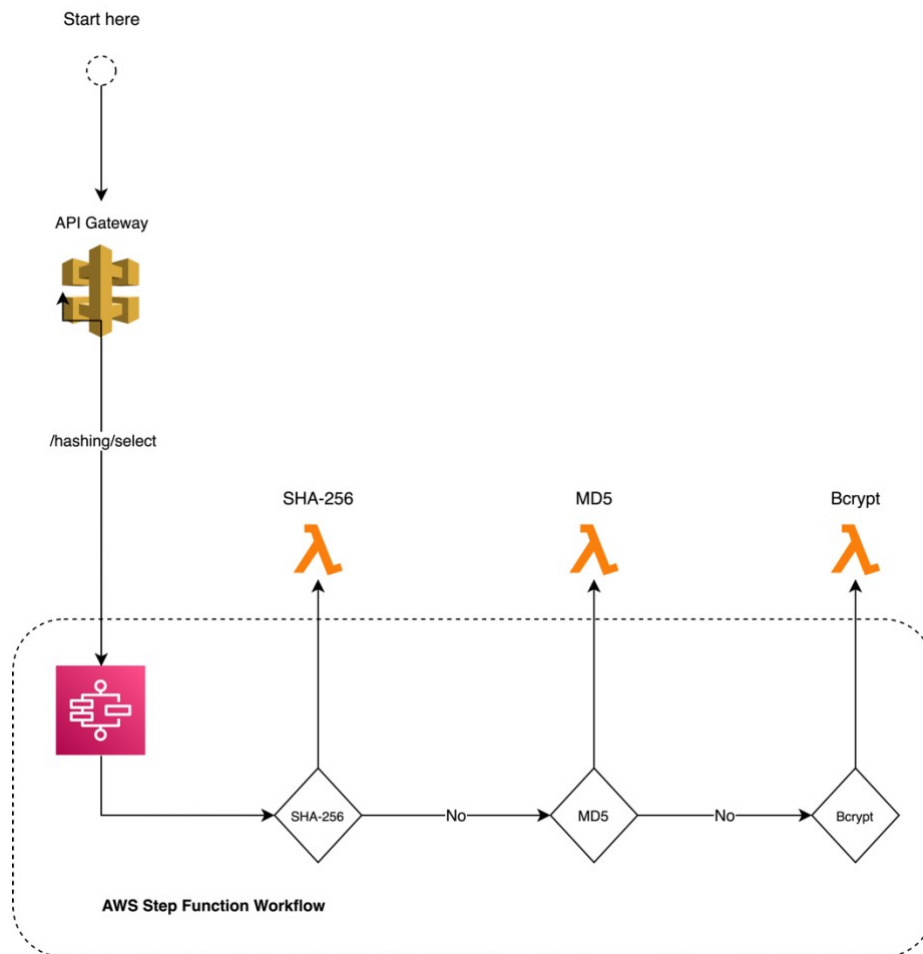 Start here
API Gateway
/hashing/select
SHA-256
MD5
Bcrypt
SHA-256
No
MD5
No
Bcrypt
AWS Step Function Workflow